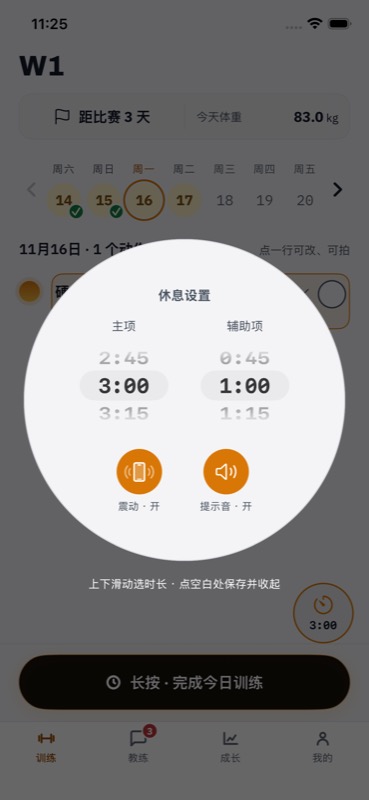 11:25
W1
距比赛 3 天 今天体重 83.0 kg
周六 周日 周一 周二 周三 周四 周五
14 15 16 17 18 19 20
11月16日 · 1 个动
点一行可改、可拍
硬
休息设置
主项 辅助项
2:45 0:45
3:00 1:00
3:15 1:15
震动 · 开 提示音 · 开
上下滑动选时长 · 点空白处保存并收起
3:00
长按 · 完成今日训练
3
训练 教练 成长 我的